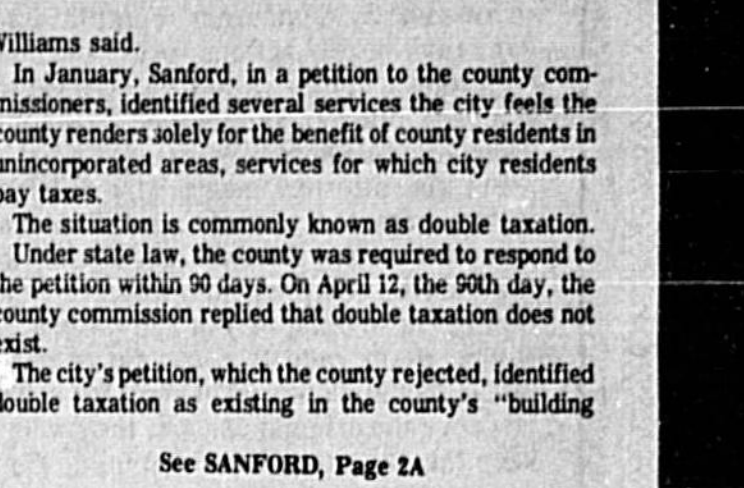 Williams said.
In January, Sanford, in a petition to the county com-
missioners, identified several services the city feels the
county renders solely for the benefit of county residents in
unincorporated areas, services for which city residents
pay taxes.
The situation is commonly known as double taxation.
Under state law, the county was required to respond to
the petition within 90 days. On April 12, the 90th day, the
county commission replied that double taxation does not
exist.
The city's petition, which the county rejected, identified
double taxation as existing in the county's "building
See SANFORD, Page 2A